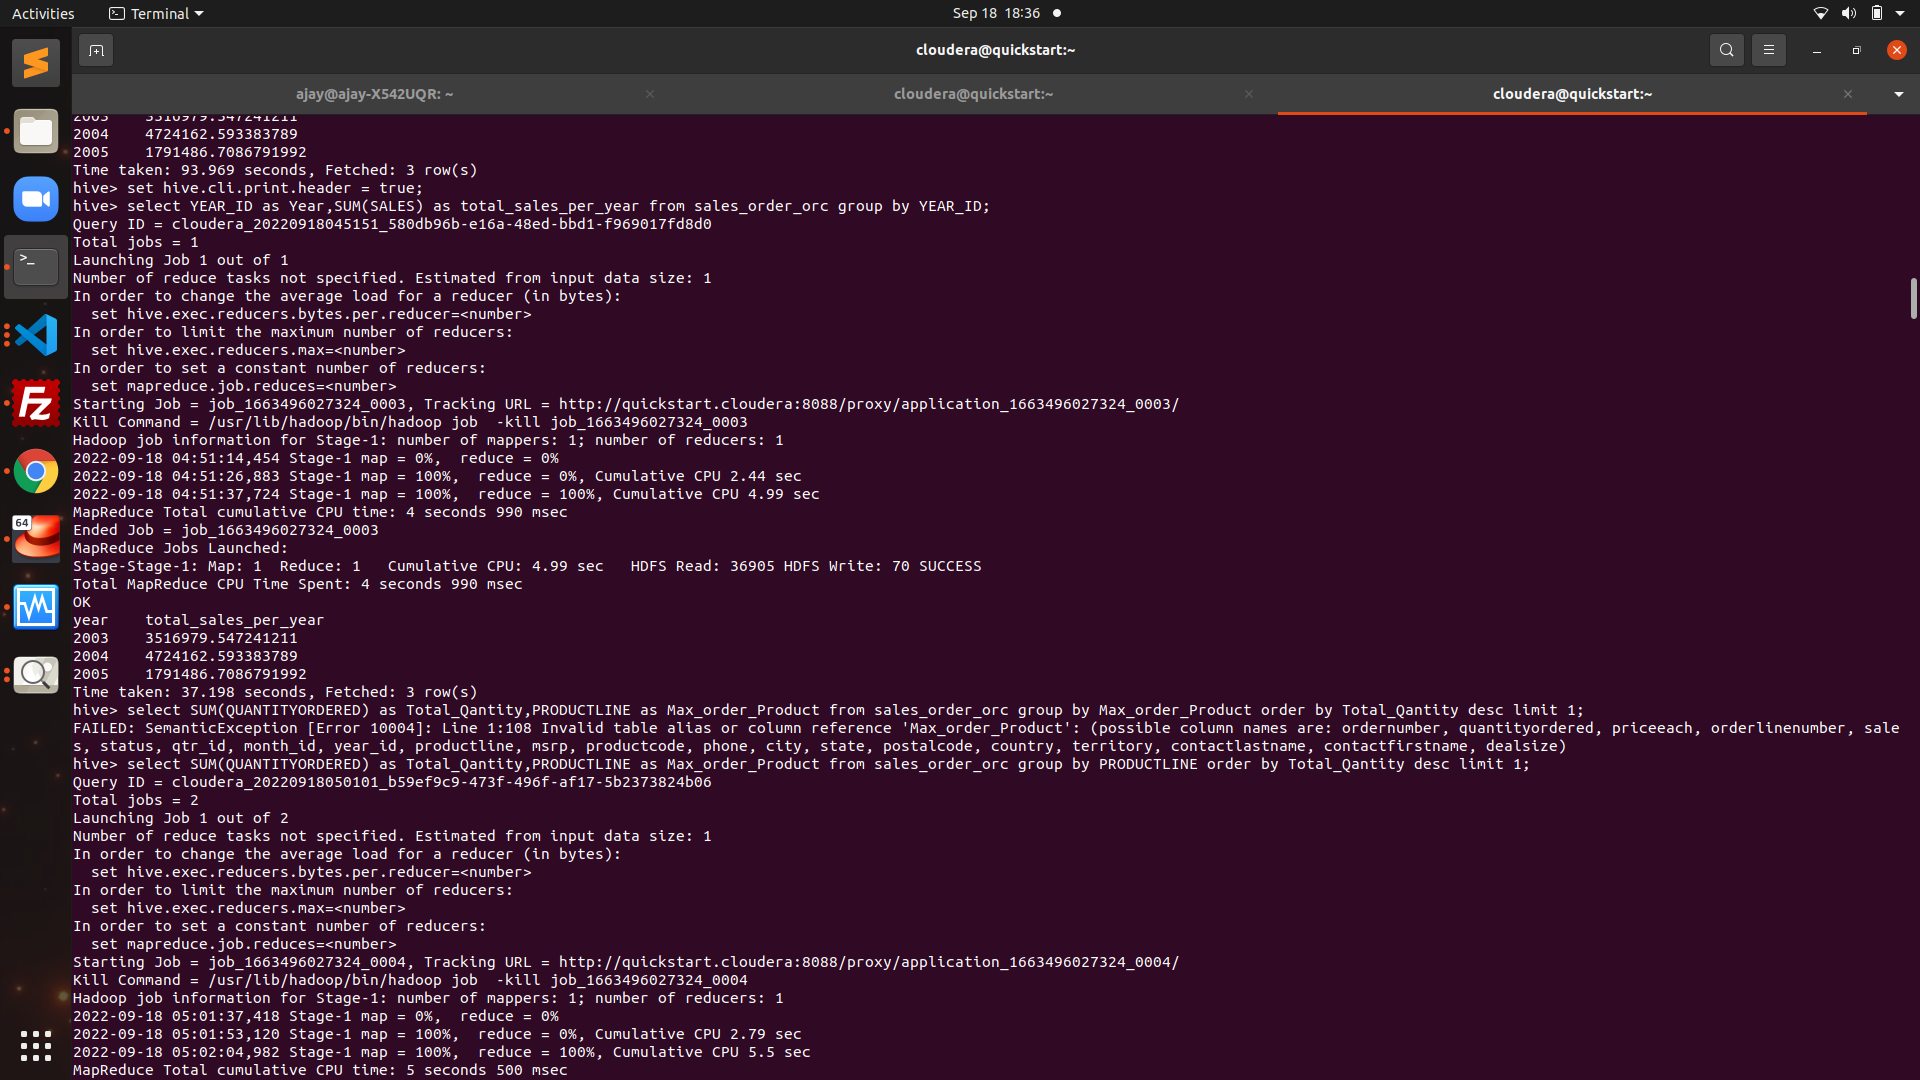 Activities
Terminal
Sep 18 18:36
cloudera@quickstart:~
ajay@ajay-X542UQR: ~
cloudera@quickstart:~
cloudera@quickstart:~
2003 3516979.547241211
2004 4724162.593383789
2005 1791486.7086791992
Time taken: 93.969 seconds, Fetched: 3 row(s)
hive> set hive.cli.print.header = true;
hive> select YEAR_ID as Year,SUM(SALES) as total_sales_per_year from sales_order_orc group by YEAR_ID;
Query ID = cloudera_20220918045151_580db96b-e16a-48ed-bbd1-f969017fd8d0
Total jobs = 1
Launching Job 1 out of 1
Number of reduce tasks not specified. Estimated from input data size: 1
In order to change the average load for a reducer (in bytes):
  set hive.exec.reducers.bytes.per.reducer=<number>
In order to limit the maximum number of reducers:
  set hive.exec.reducers.max=<number>
In order to set a constant number of reducers:
  set mapreduce.job.reduces=<number>
Starting Job = job_1663496027324_0003, Tracking URL = http://quickstart.cloudera:8088/proxy/application_1663496027324_0003/
Kill Command = /usr/lib/hadoop/bin/hadoop job  -kill job_1663496027324_0003
Hadoop job information for Stage-1: number of mappers: 1; number of reducers: 1
2022-09-18 04:51:14,454 Stage-1 map = 0%,  reduce = 0%
2022-09-18 04:51:26,883 Stage-1 map = 100%,  reduce = 0%, Cumulative CPU 2.44 sec
2022-09-18 04:51:37,724 Stage-1 map = 100%,  reduce = 100%, Cumulative CPU 4.99 sec
MapReduce Total cumulative CPU time: 4 seconds 990 msec
Ended Job = job_1663496027324_0003
MapReduce Jobs Launched:
Stage-Stage-1: Map: 1  Reduce: 1   Cumulative CPU: 4.99 sec   HDFS Read: 36905 HDFS Write: 70 SUCCESS
Total MapReduce CPU Time Spent: 4 seconds 990 msec
OK
year total_sales_per_year
2003 3516979.547241211
2004 4724162.593383789
2005 1791486.7086791992
Time taken: 37.198 seconds, Fetched: 3 row(s)
hive> select SUM(QUANTITYORDERED) as Total_Qantity,PRODUCTLINE as Max_order_Product from sales_order_orc group by Max_order_Product order by Total_Qantity desc limit 1;
FAILED: SemanticException [Error 10004]: Line 1:108 Invalid table alias or column reference 'Max_order_Product': (possible column names are: ordernumber, quantityordered, priceeach, orderlinenumber, sale
s, status, qtr_id, month_id, year_id, productline, msrp, productcode, phone, city, state, postalcode, country, territory, contactlastname, contactfirstname, dealsize)
hive> select SUM(QUANTITYORDERED) as Total_Qantity,PRODUCTLINE as Max_order_Product from sales_order_orc group by PRODUCTLINE order by Total_Qantity desc limit 1;
Query ID = cloudera_20220918050101_b59ef9c9-473f-496f-af17-5b2373824b06
Total jobs = 2
Launching Job 1 out of 2
Number of reduce tasks not specified. Estimated from input data size: 1
In order to change the average load for a reducer (in bytes):
  set hive.exec.reducers.bytes.per.reducer=<number>
In order to limit the maximum number of reducers:
  set hive.exec.reducers.max=<number>
In order to set a constant number of reducers:
  set mapreduce.job.reduces=<number>
Starting Job = job_1663496027324_0004, Tracking URL = http://quickstart.cloudera:8088/proxy/application_1663496027324_0004/
Kill Command = /usr/lib/hadoop/bin/hadoop job  -kill job_1663496027324_0004
Hadoop job information for Stage-1: number of mappers: 1; number of reducers: 1
2022-09-18 05:01:37,418 Stage-1 map = 0%,  reduce = 0%
2022-09-18 05:01:53,120 Stage-1 map = 100%,  reduce = 0%, Cumulative CPU 2.79 sec
2022-09-18 05:02:04,982 Stage-1 map = 100%,  reduce = 100%, Cumulative CPU 5.5 sec
MapReduce Total cumulative CPU time: 5 seconds 500 msec
64